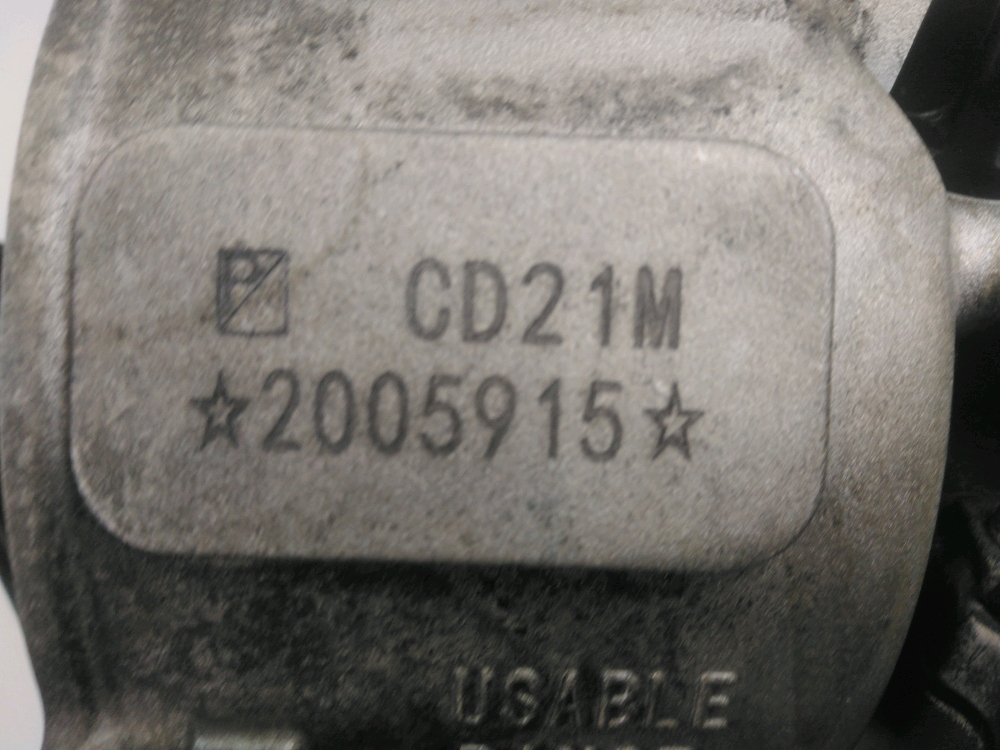 P CD21M
☆2005915☆
USABLE